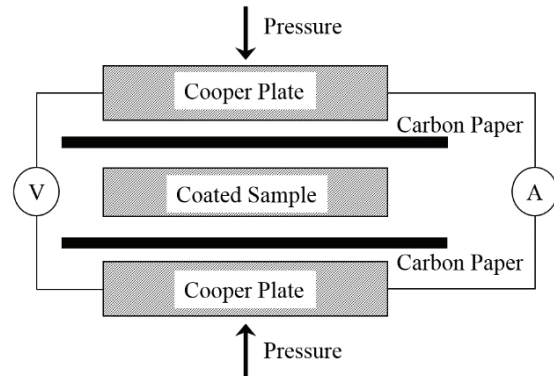 Pressure
Cooper Plate
Carbon Paper
V
Coated Sample
A
Carbon Paper
Cooper Plate
Pressure